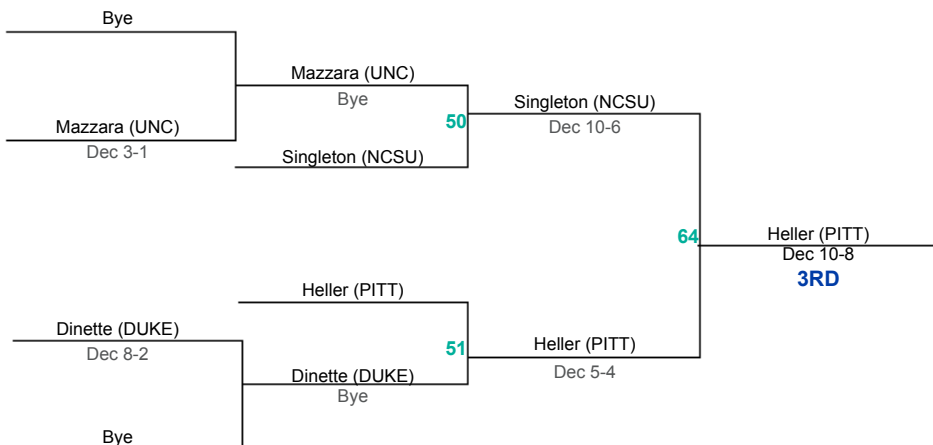 Bye
Mazzara (UNC)
Bye
Mazzara (UNC)
Dec 3-1
50
Singleton (NCSU)
Dec 10-6
Singleton (NCSU)
64
Heller (PITT)
Dec 10-8
3RD
Heller (PITT)
Dinette (DUKE)
Dec 8-2
51
Heller (PITT)
Dec 5-4
Dinette (DUKE)
Bye
Bye